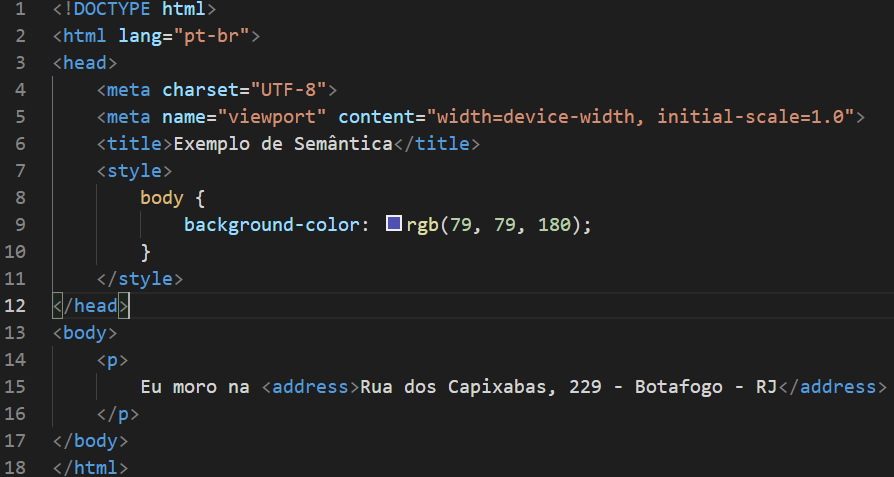 1 <!DOCTYPE html>
2 <html lang="pt-br">
3 <head>
4     <meta charset="UTF-8">
5     <meta name="viewport" content="width=device-width, initial-scale=1.0">
6     <title>Exemplo de Semântica</title>
7     <style>
8         body {
9             background-color: rgb(79, 79, 180);
10         }
11     </style>
12 </head>
13 <body>
14     <p>
15         Eu moro na <address>Rua dos Capixabas, 229 - Botafogo - RJ</address>
16     </p>
17 </body>
18 </html>